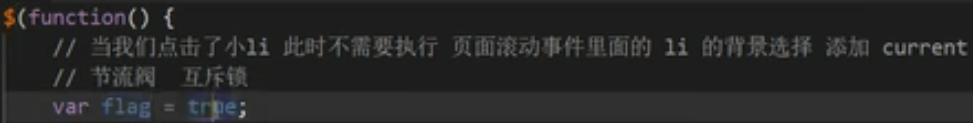 $(function() {
// 当我们点击了小li 此时不需要执行 页面滚动事件里面的 li 的背景选择 添加 current
// 节流阀 互斥锁
var flag = true;